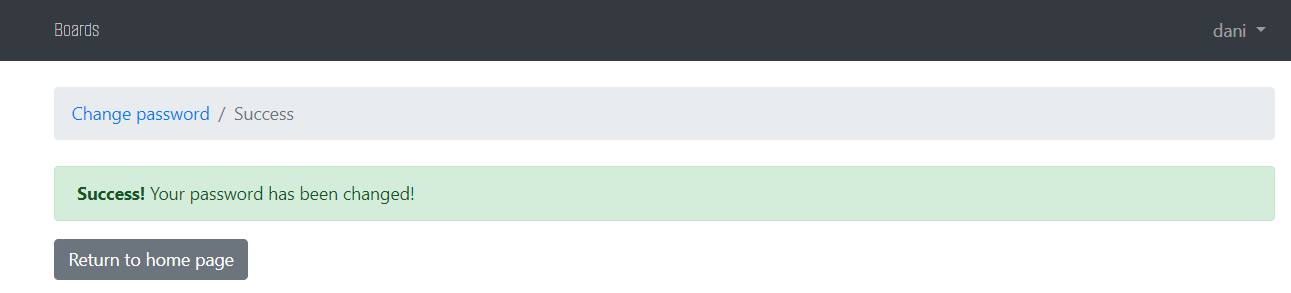 Boards
dani
Change password / Success
Success! Your password has been changed!
Return to home page